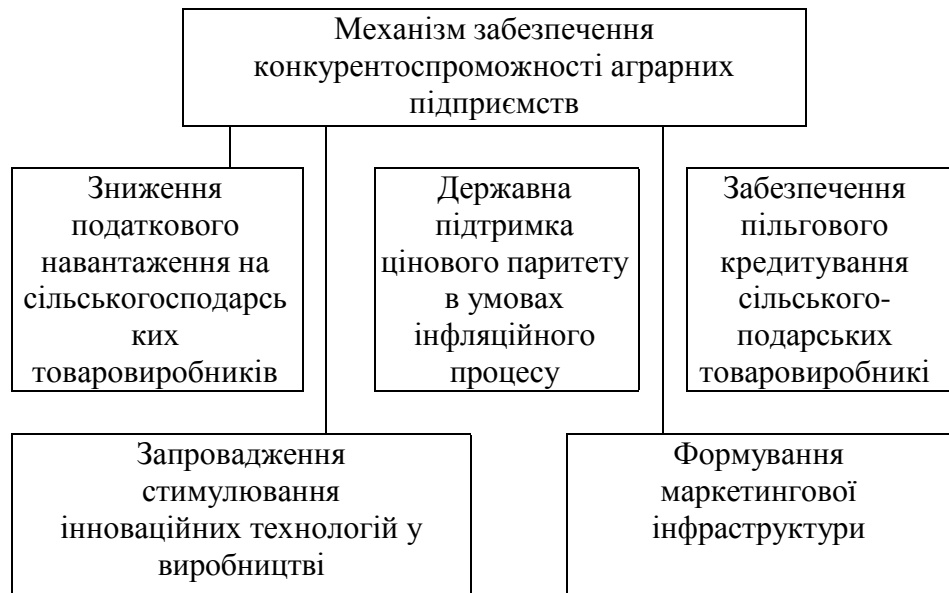 Механізм забезпечення
конкурентоспроможності аграрних
підприємств
Зниження
податкового
навантаження на
сільськогосподарсь
ких
товаровиробників
Державна
підтримка
цінового паритету
в умовах
інфляційного
процесу
Забезпечення
пільгового
кредитування
сільського-
подарських
товаровиробникі
Запровадження
стимулювання
інноваційних технологій у
виробництві
Формування
маркетингової
інфраструктури